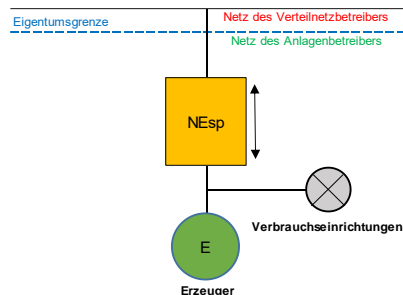 Eigentumsgrenze
Netz des Verteilnetzbetreibers
Netz des Anlagenbetreibers
NEsp
Verbrauchseinrichtungen
E
Erzeuger